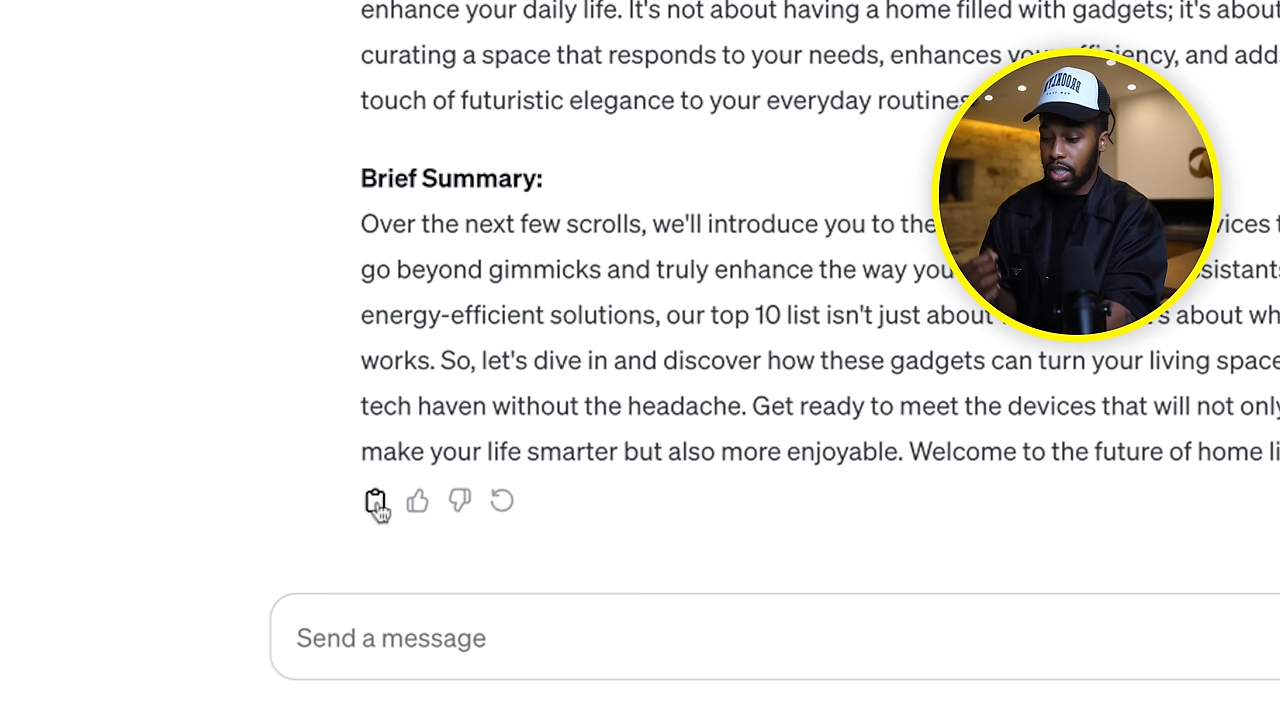 enhance your daily life. It's not about having a home filled with gadgets; it's about
curating a space that responds to your needs, enhances efficiency, and add
touch of futuristic elegance to your everyday routines
Brief Summary:
Over the next few scrolls, we'll introduce you to the
go beyond gimmicks and truly enhance the way you
energy-efficient solutions, our top 10 list isn't just about about
works. So, let's dive in and discover how these gadgets can turn your living space
tech haven without the headache. Get ready to meet the devices that will not only
make your life smarter but also more enjoyable. Welcome to the future of home
Send a message